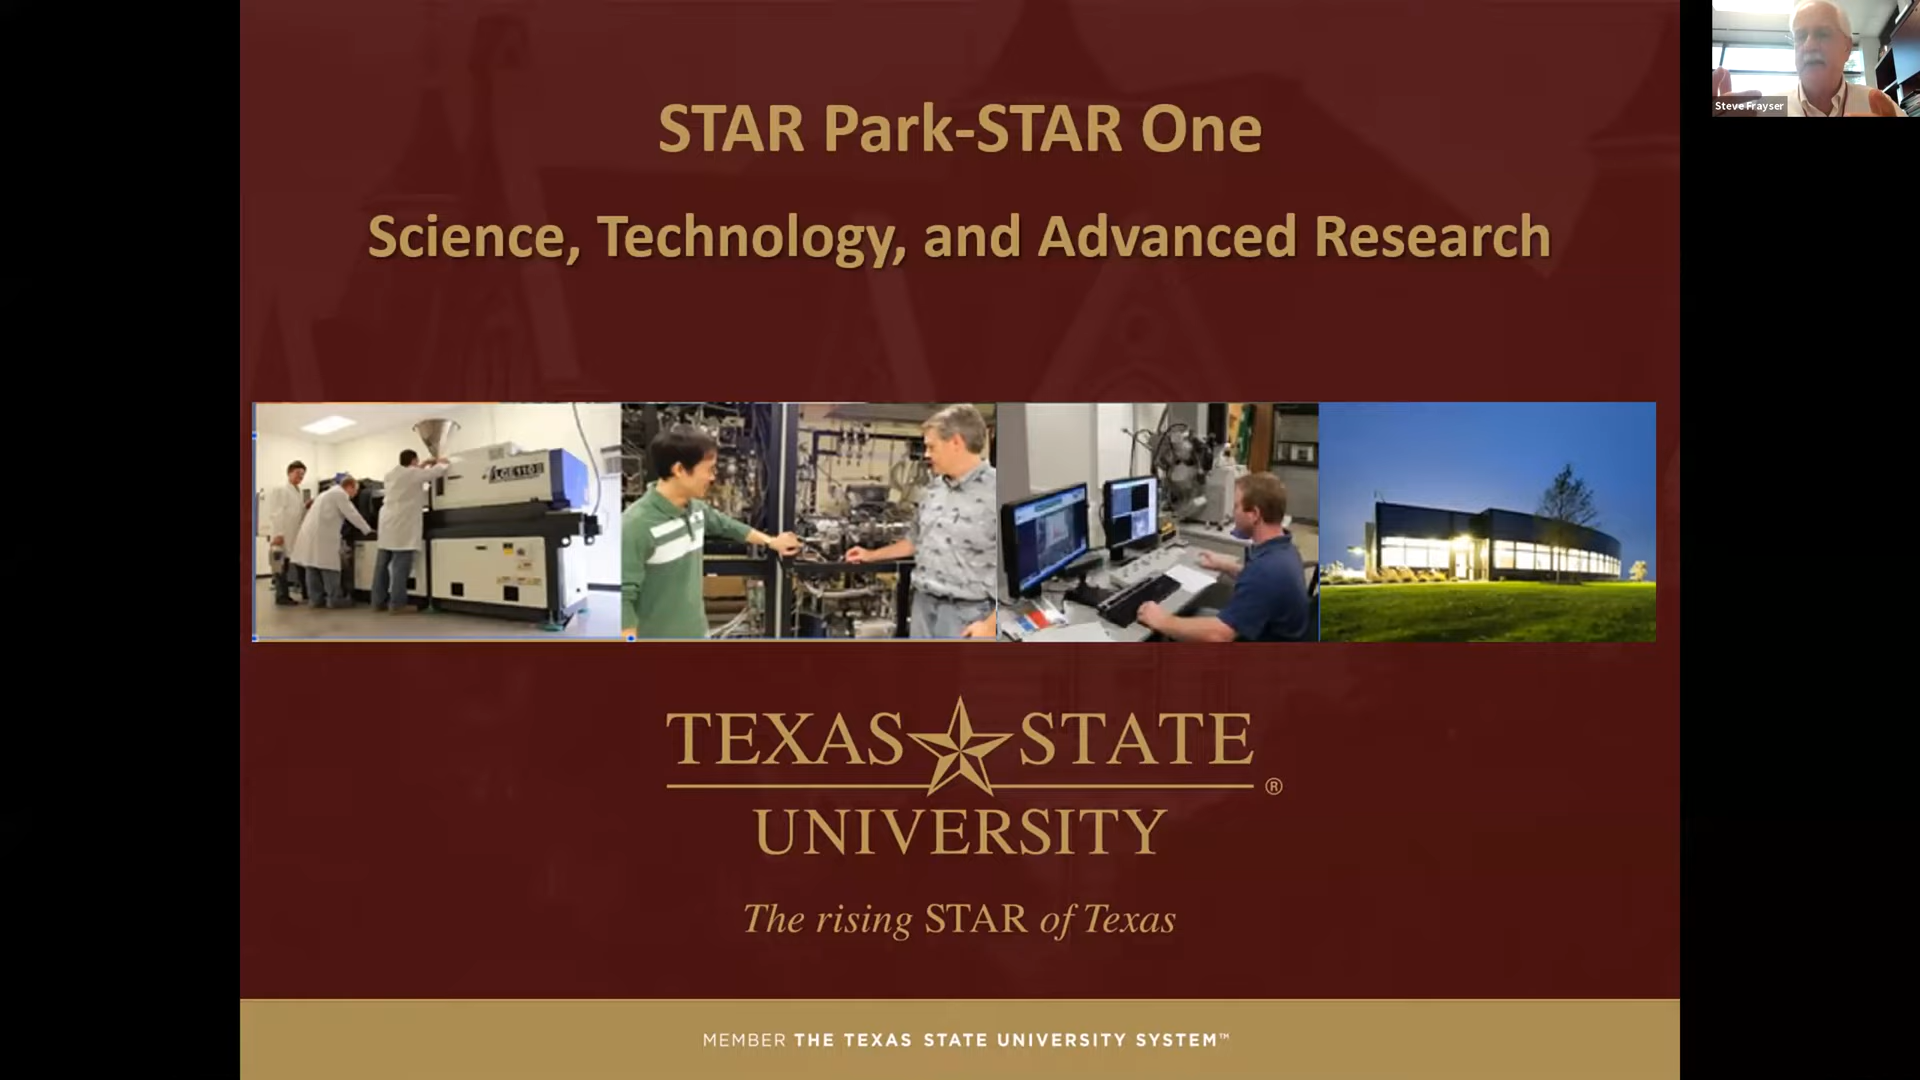 STAR Park-STAR One
Science, Technology, and Advanced Research
Steve Frayser
TEXAS STATE
®
UNIVERSITY
The rising STAR of Texas
MEMBER THE TEXAS STATE UNIVERSITY SYSTEM™